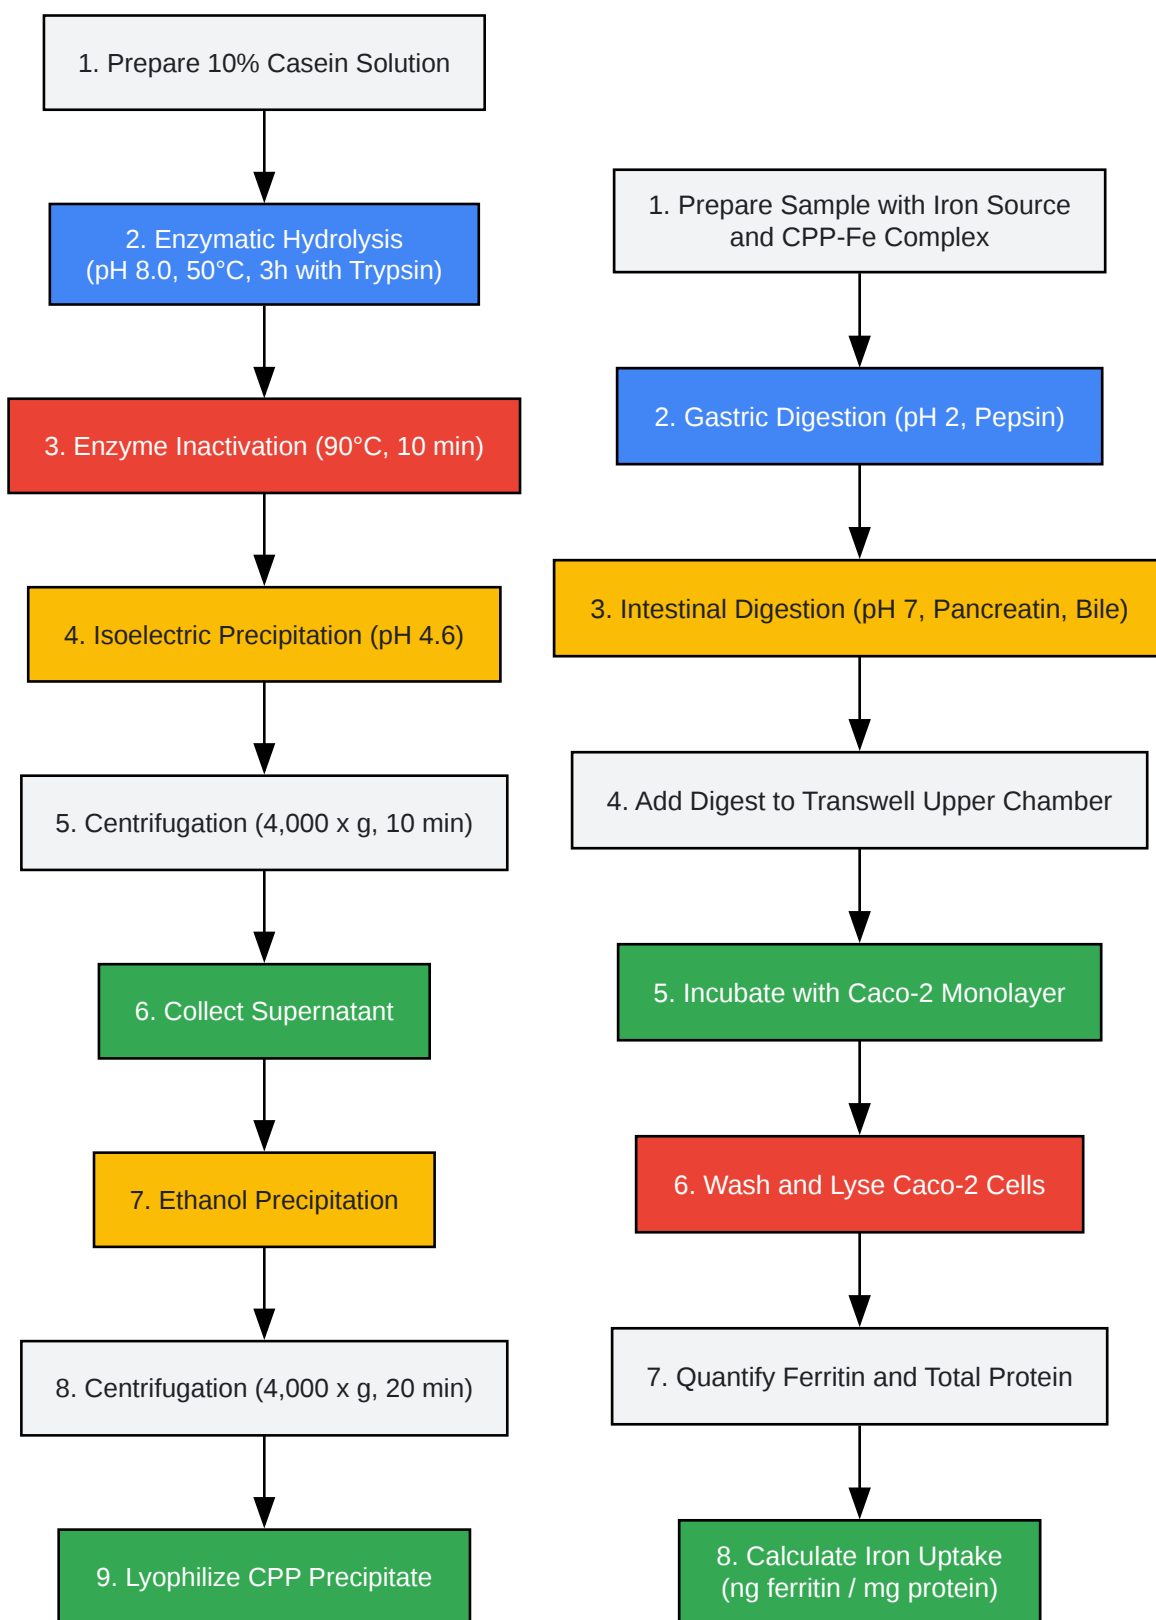 1. Prepare 10% Casein Solution
2. Enzymatic Hydrolysis
(pH 8.0, 50°C, 3h with Trypsin)
3. Enzyme Inactivation (90°C, 10 min)
4. Isoelectric Precipitation (pH 4.6)
5. Centrifugation (4,000 x g, 10 min)
6. Collect Supernatant
7. Ethanol Precipitation
8. Centrifugation (4,000 x g, 20 min)
9. Lyophilize CPP Precipitate
1. Prepare Sample with Iron Source
and CPP-Fe Complex
2. Gastric Digestion (pH 2, Pepsin)
3. Intestinal Digestion (pH 7, Pancreatin, Bile)
4. Add Digest to Transwell Upper Chamber
5. Incubate with Caco-2 Monolayer
6. Wash and Lyse Caco-2 Cells
7. Quantify Ferritin and Total Protein
8. Calculate Iron Uptake
(ng ferritin / mg protein)